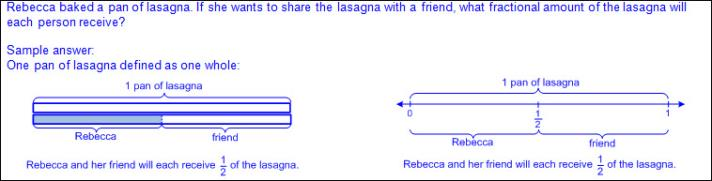 Rebecca baked a pan of lasagna. If she wants to share the lasagna with a friend, what fractional amount of the lasagna will
each person receive?
Sample answer:
One pan of lasagna defined as one whole:
1 pan of lasagna
Rebecca friend
Rebecca and her friend will each receive 1/2 of the lasagna.
1 pan of lasagna
0 1/2 1
Rebecca friend
Rebecca and her friend will each receive 1/2 of the lasagna.